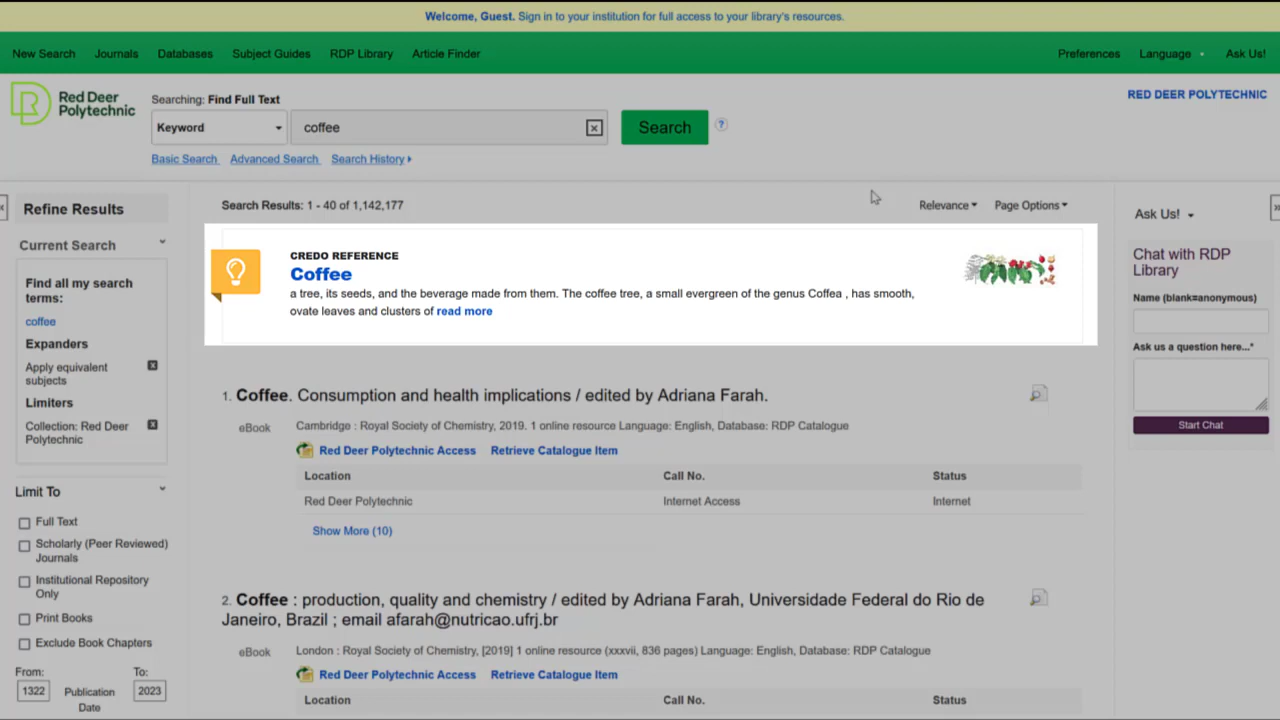 Welcome, Guest. Sign in to your institution for full access to your library's resources.
New Search Journals Databases Subject Guides RDP Library Article Finder Preferences Language Ask Us!
Red Deer
Polytechnic
Searching: Find Full Text
RED DEER POLYTECHNIC
Keyword coffee Search ?
Basic Search Advanced Search Search History
Refine Results
Current Search
Find all my search
terms:
coffee
Expanders
Apply equivalent
subjects
Limiters
Collection: Red Deer
Polytechnic
Limit To
Full Text
Scholarly (Peer Reviewed)
Journals
Institutional Repository
Only
Print Books
Exclude Book Chapters
From: To:
1322 Publication 2023
Date
Search Results: 1 - 40 of 1,142,177 Relevance Page Options
CREDO REFERENCE
Coffee
a tree, its seeds, and the beverage made from them. The coffee tree, a small evergreen of the genus Coffea , has smooth,
ovate leaves and clusters of read more
1. Coffee. Consumption and health implications / edited by Adriana Farah.
eBook Cambridge : Royal Society of Chemistry, 2019. 1 online resource Language: English, Database: RDP Catalogue
Red Deer Polytechnic Access Retrieve Catalogue Item
Location Call No. Status
Red Deer Polytechnic Internet Access Internet
Show More (10)
2. Coffee : production, quality and chemistry / edited by Adriana Farah, Universidade Federal do Rio de
Janeiro, Brazil ; email afarah@nutricao.ufrj.br
eBook London : Royal Society of Chemistry, [2019] 1 online resource (xxxvii, 836 pages) Language: English, Database: RDP Catalogue
Red Deer Polytechnic Access Retrieve Catalogue Item
Location Call No. Status
Ask Us!
Chat with RDP
Library
Name (blank=anonymous)
Ask us a question here...*
Start Chat